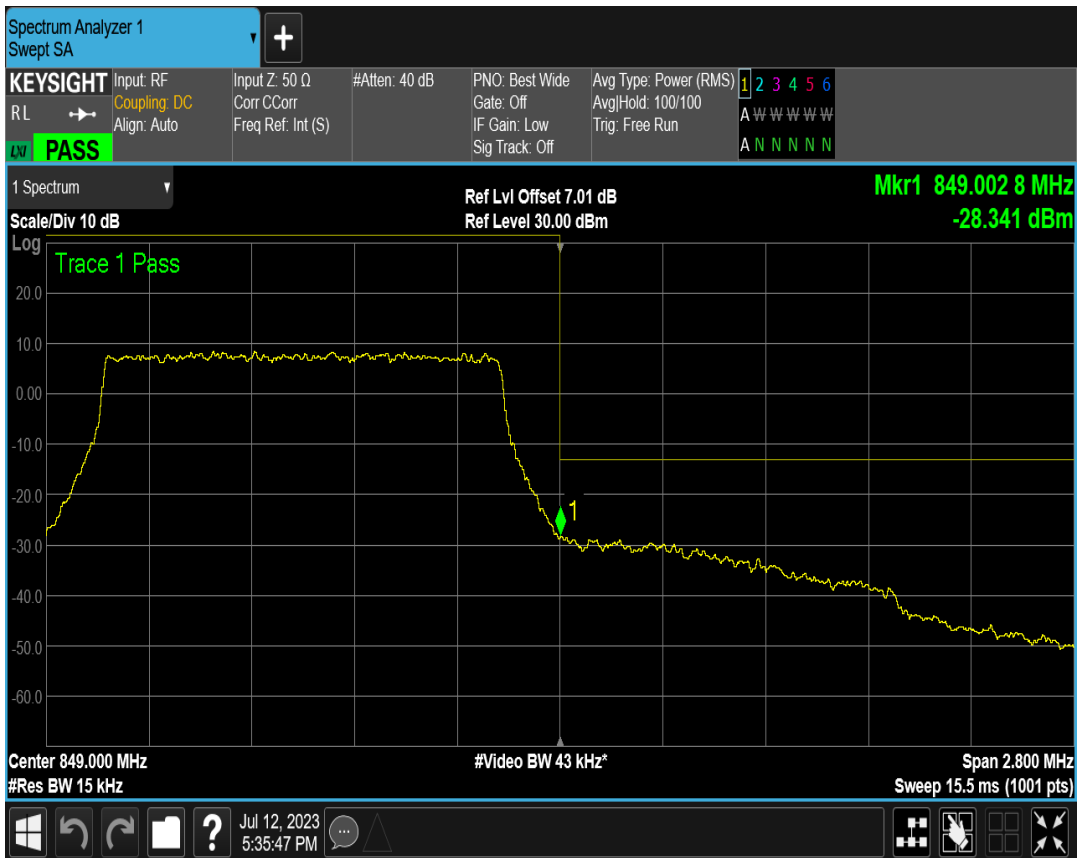 Spectrum Analyzer 1
Swept SA
+
KEYSIGHT
RL
LXI PASS
Input: RF
Coupling: DC
Align: Auto
Input Z: 50 Ω
Corr CCorr
Freq Ref: Int (S)
#Atten: 40 dB
PNO: Best Wide
Gate: Off
IF Gain: Low
Sig Track: Off
Avg Type: Power (RMS)
Avg|Hold: 100/100
Trig: Free Run
1 2 3 4 5 6
A W W W W W
A N N N N N
1 Spectrum
Scale/Div 10 dB
Ref Lvl Offset 7.01 dB
Ref Level 30.00 dBm
Mkr1 849.002 8 MHz
-28.341 dBm
Log
Trace 1 Pass
20.0
10.0
0.00
-10.0
-20.0
1
-30.0
-40.0
-50.0
-60.0
Center 849.000 MHz
#Res BW 15 kHz
#Video BW 43 kHz*
Span 2.800 MHz
Sweep 15.5 ms (1001 pts)
?
Jul 12, 2023
5:35:47 PM